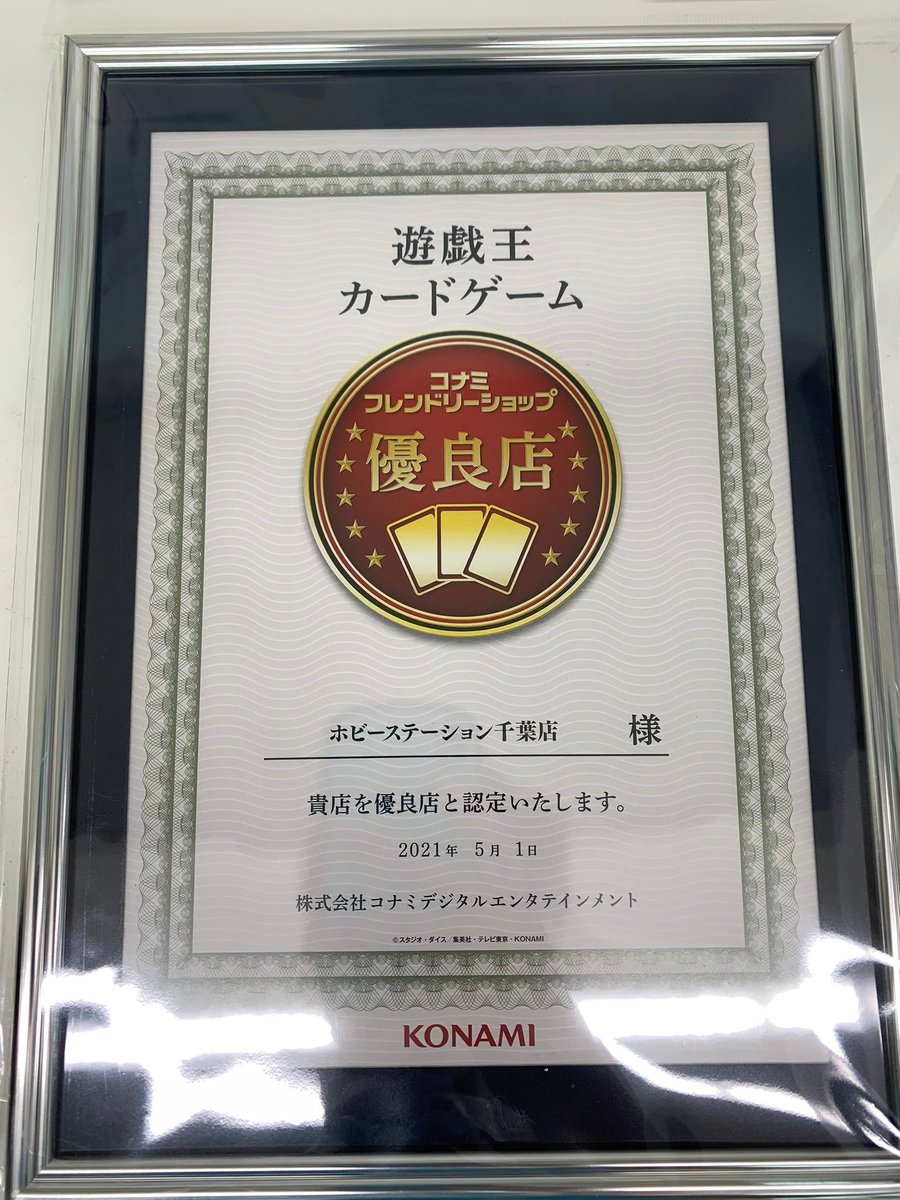 遊戯王
カードゲーム
コナミ
フレンドリーショップ
優良店
ホビーステーション千葉店 様
貴店を優良店と認定いたします。
2021年 5月 1日
株式会社コナミデジタルエンタテインメント
©スタジオ・ダイス/集英社・テレビ東京・KONAMI
KONAMI